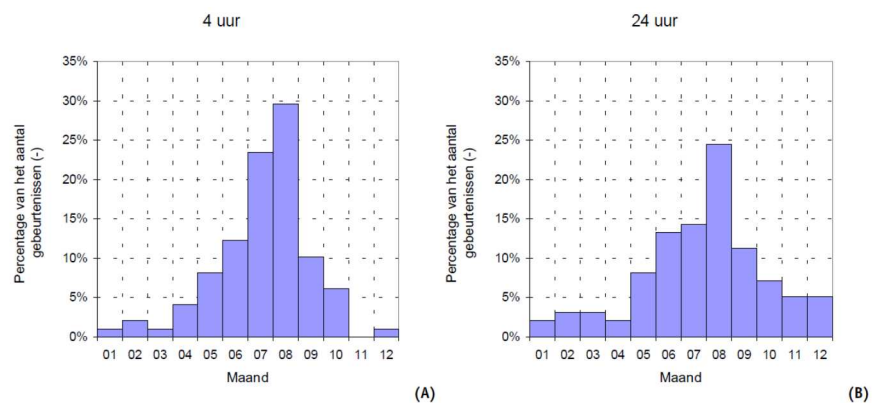 4 uur
35%
30%
25%
20%
15%
10%
5%
0%
Percentage van het aantal
gebeurtenissen (-)
01 02 03 04 05 06 07 08 09 10 11 12
Maand
(A)
24 uur
35%
30%
25%
20%
15%
10%
5%
0%
Percentage van het aantal
gebeurtenissen (-)
01 02 03 04 05 06 07 08 09 10 11 12
Maand
(B)